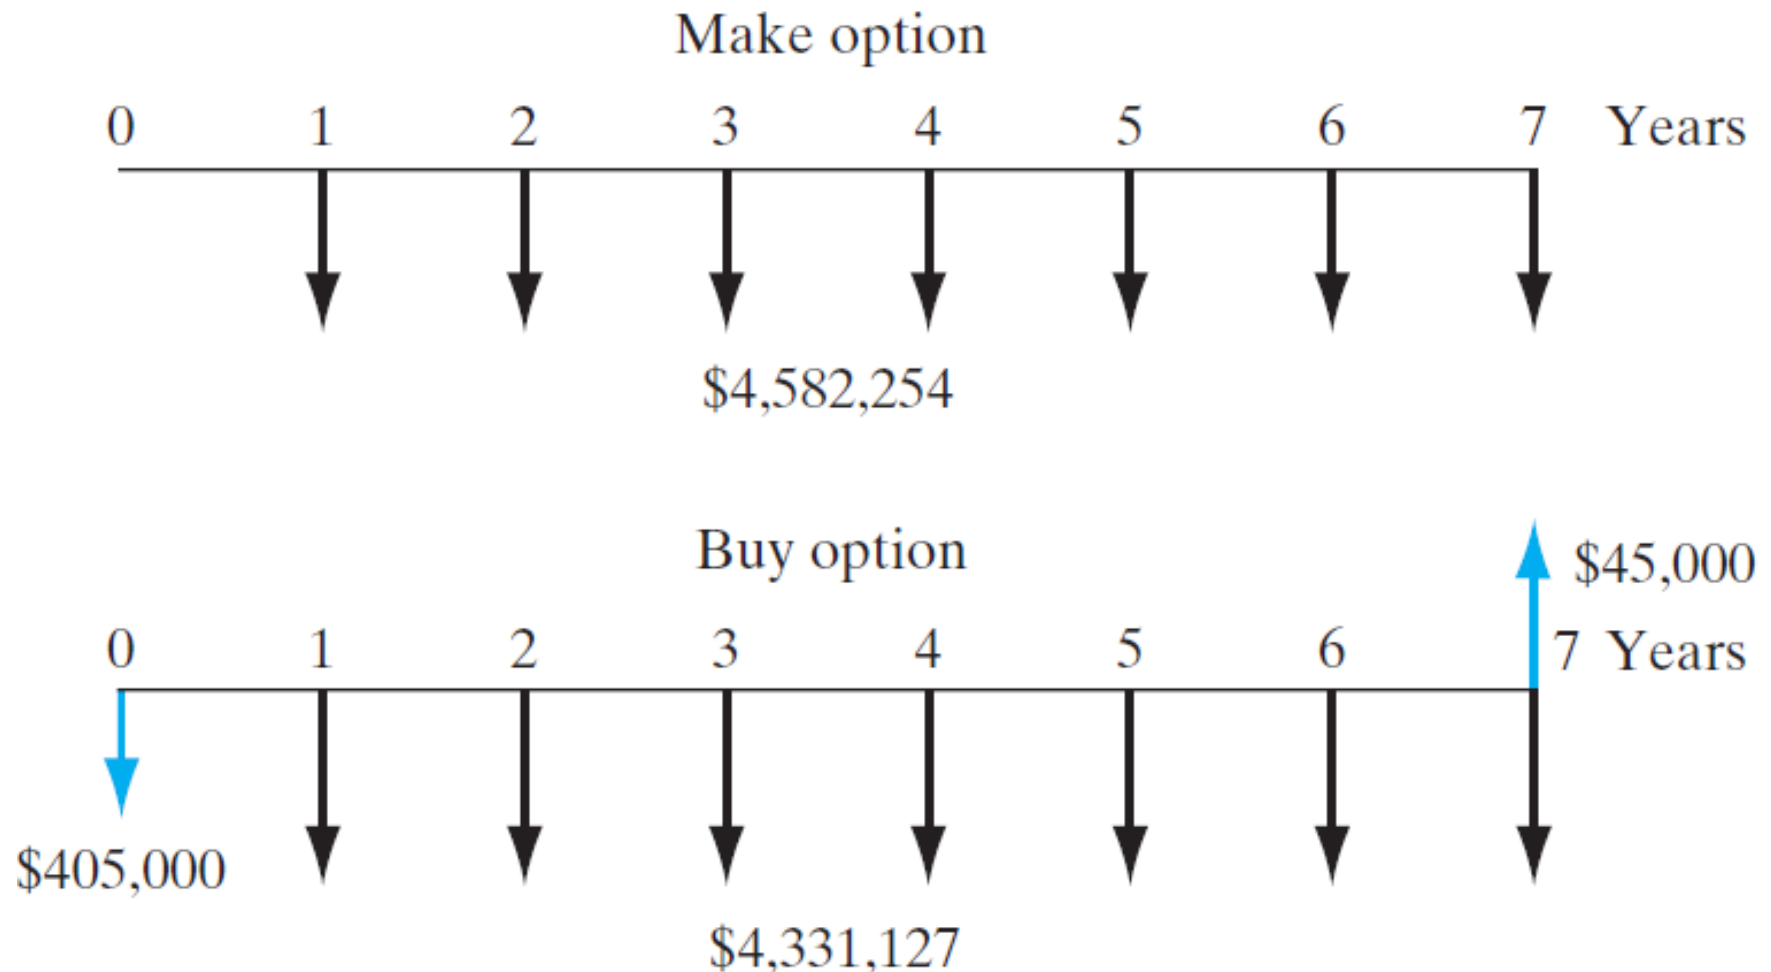 Make option
0 1 2 3 4 5 6 7 Years
$4,582,254
Buy option
$45,000
0 1 2 3 4 5 6 7 Years
$405,000
$4,331,127